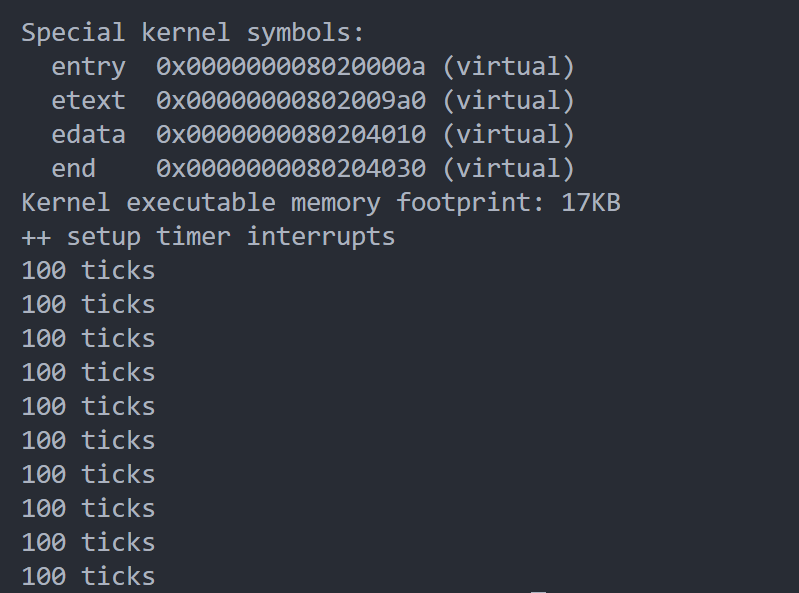 Special kernel symbols:
  entry  0x000000008020000a (virtual)
  etext  0x00000000802009a0 (virtual)
  edata  0x0000000080204010 (virtual)
  end    0x0000000080204030 (virtual)
Kernel executable memory footprint: 17KB
++ setup timer interrupts
100 ticks
100 ticks
100 ticks
100 ticks
100 ticks
100 ticks
100 ticks
100 ticks
100 ticks
100 ticks